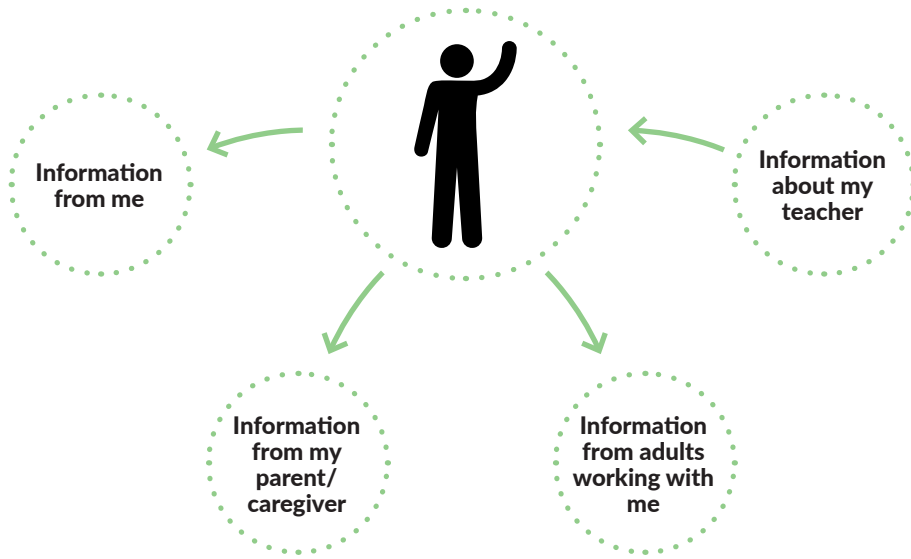 Information
from me
Information
about my
teacher
Information
from my
parent/
caregiver
Information
from adults
working with
me